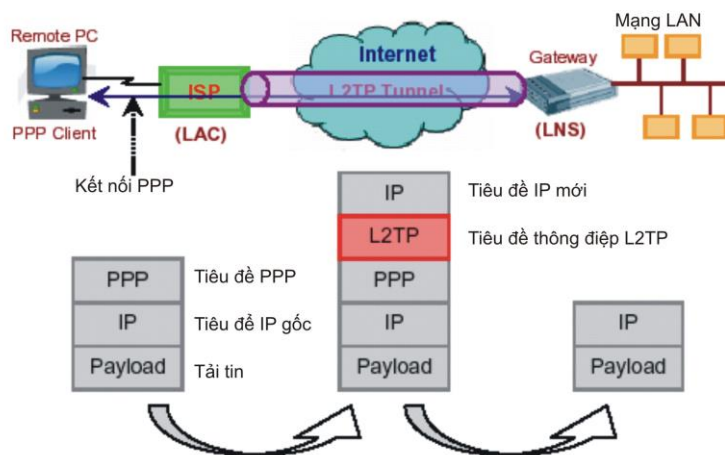 Remote PC
PPP Client
Kết nối PPP
ISP
(LAC)
Internet
L2TP Tunnel
Gateway
(LNS)
Mạng LAN
PPP
Tiêu đề PPP
IP
Tiêu để IP gốc
Payload
Tải tin
IP
Tiêu đề IP mới
L2TP
Tiêu đề thông điệp L2TP
PPP
IP
Payload
IP
Payload